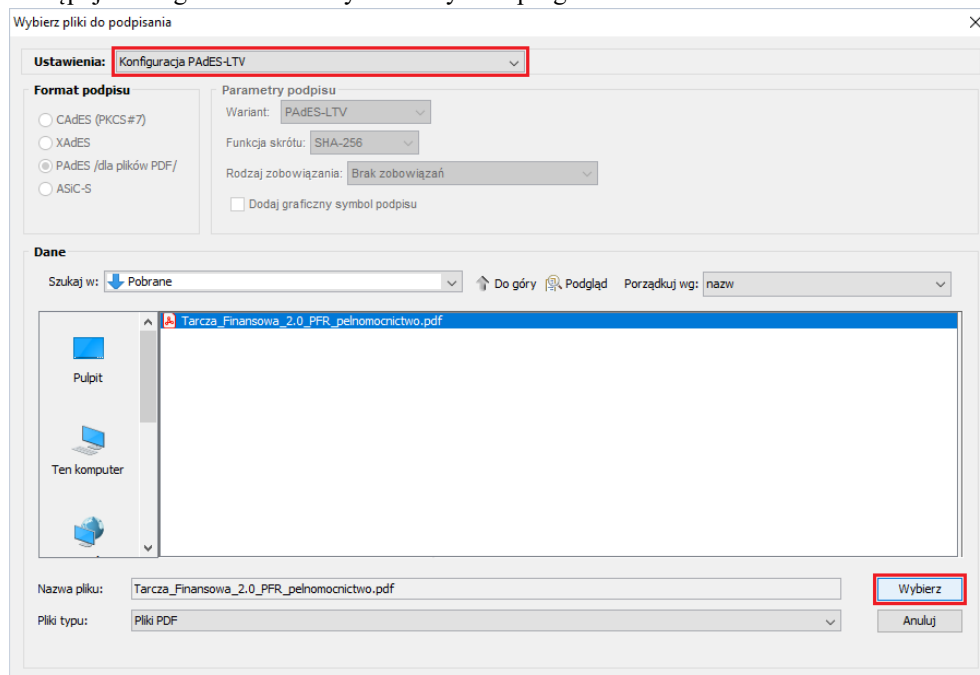 Wybierz pliki do podpisania
Ustawienia: Konfiguracja PAdES-LTV
Format podpisu
CAdES (PKCS#7)
XAdES
PAdES /dla plików PDF/
ASiC-S
Parametry podpisu
Wariant: PAdES-LTV
Funkcja skrótu: SHA-256
Rodzaj zobowiązania: Brak zobowiązań
Dodaj graficzny symbol podpisu
Dane
Szukaj w: Pobrane Do góry Podgląd Porządkuj wg: nazw
Tarcza_Finansowa_2.0_PFR_pelnomocnictwo.pdf
Pulpit
Ten komputer
Nazwa pliku: Tarcza_Finansowa_2.0_PFR_pelnomocnictwo.pdf Wybierz
Pliki typu: Pliki PDF Anuluj